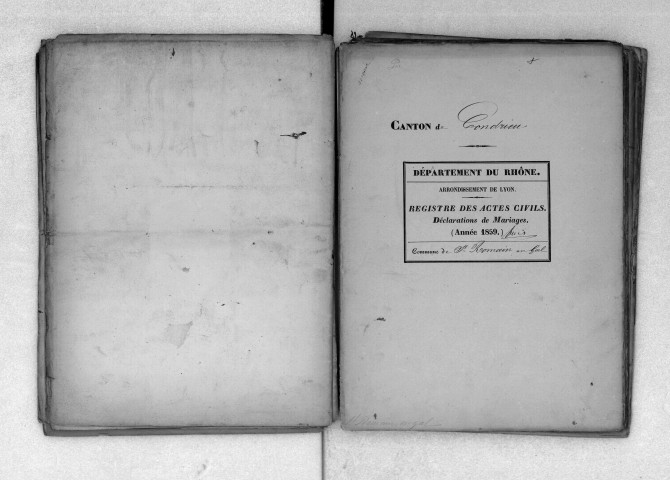 CANTON de Condrieu
DÉPARTEMENT DU RHÔNE.
ARRONDISSEMENT DE LYON.
REGISTRE DES ACTES CIVILS.
Déclarations de Mariages.
(Année 1859.)
Commune de St Romain en Gal